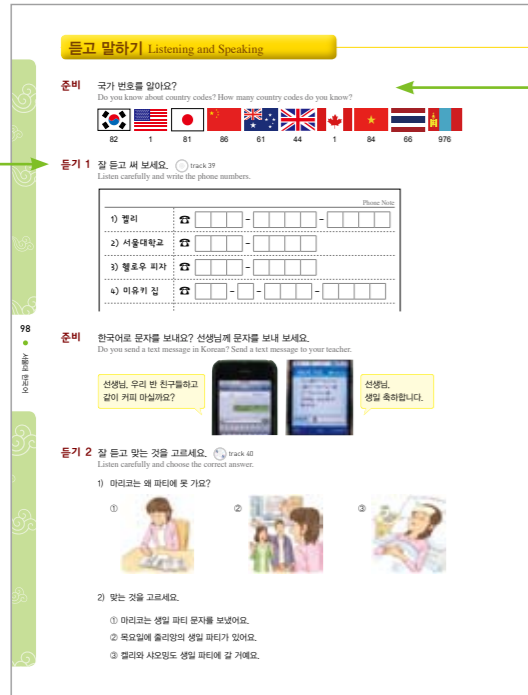 듣고 말하기 Listening and Speaking
준비 국가 번호를 알아요?
Do you know about country codes? How many country codes do you know?
82 1 81 86 61 44 1 84 66 976
듣기 1 잘 듣고 써 보세요. track 39
Listen carefully and write the phone numbers.
Phone Note
1) 켈리 ☎ - -
2) 서울대학교 ☎ -
3) 헬로우 피자 ☎ -
4) 미유키 집 ☎ - - -
98
서울대 한국어
준비 한국어로 문자를 보내요? 선생님께 문자를 보내 보세요.
Do you send a text message in Korean? Send a text message to your teacher.
선생님, 우리 반 친구들하고
같이 커피 마실까요?
선생님,
생일 축하합니다.
듣기 2 잘 듣고 맞는 것을 고르세요. track 40
Listen carefully and choose the correct answer.
1) 마리코는 왜 파티에 못 가요?
① ② ③
2) 맞는 것을 고르세요.
① 마리코는 생일 파티 문자를 보냈어요.
② 목요일에 줄리앙의 생일 파티가 있어요.
③ 켈리와 샤오밍도 생일 파티에 갈 거예요.